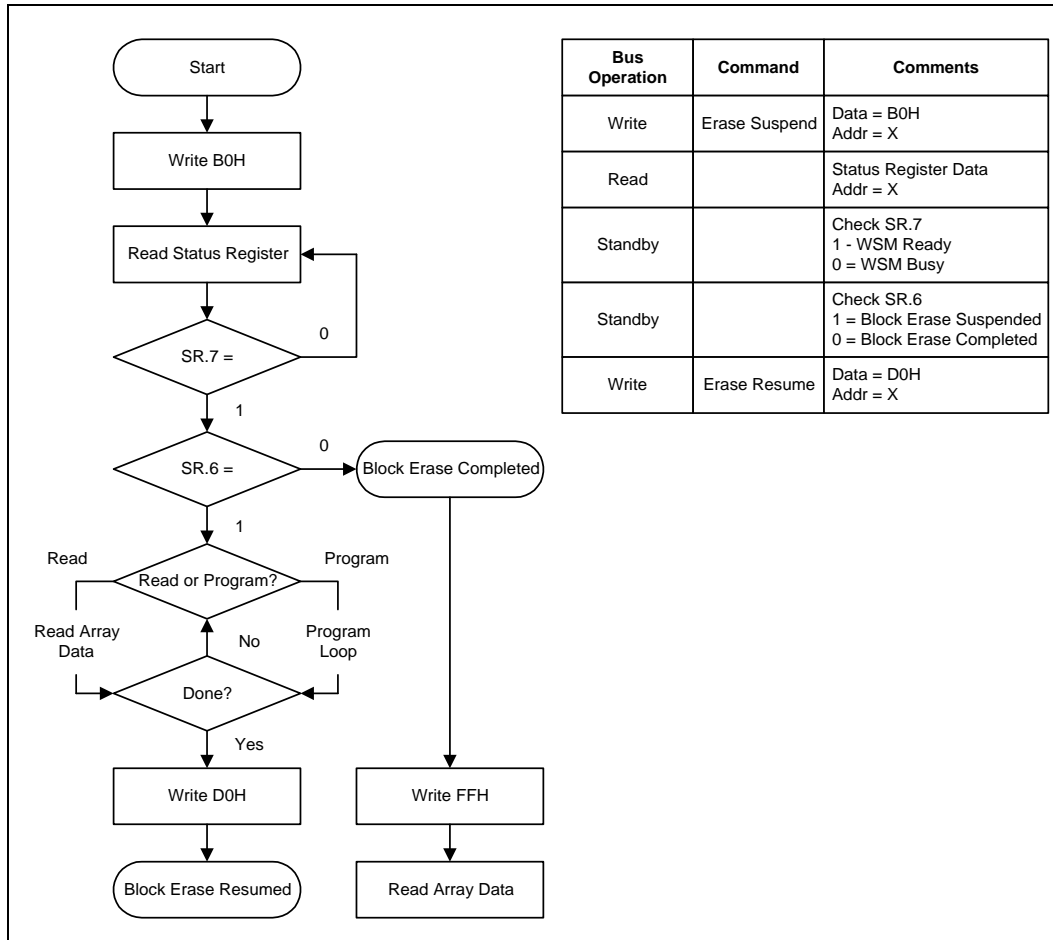 Start
Write B0H
Read Status Register
0
SR.7 =
1
0
SR.6 =
Block Erase Completed
1
Read
Program
Read or Program?
Read Array
Data
No
Program
Loop
Done?
Yes
Write D0H
Write FFH
Block Erase Resumed
Read Array Data
Bus
Operation
Command
Comments
Write
Erase Suspend
Data = B0H
Addr = X
Read
Status Register Data
Addr = X
Standby
Check SR.7
1 - WSM Ready
0 = WSM Busy
Standby
Check SR.6
1 = Block Erase Suspended
0 = Block Erase Completed
Write
Erase Resume
Data = D0H
Addr = X